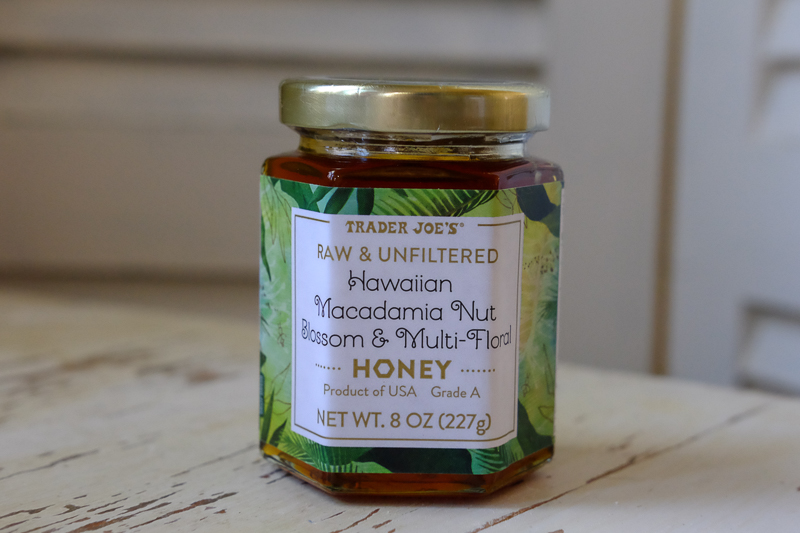 TRADER JOE'S®
RAW & UNFILTERED
Hawaiian
Macadamia Nut
Blossom & Multi-Floral
HONEY
Product of USA Grade A
NET WT. 8 OZ (227g)